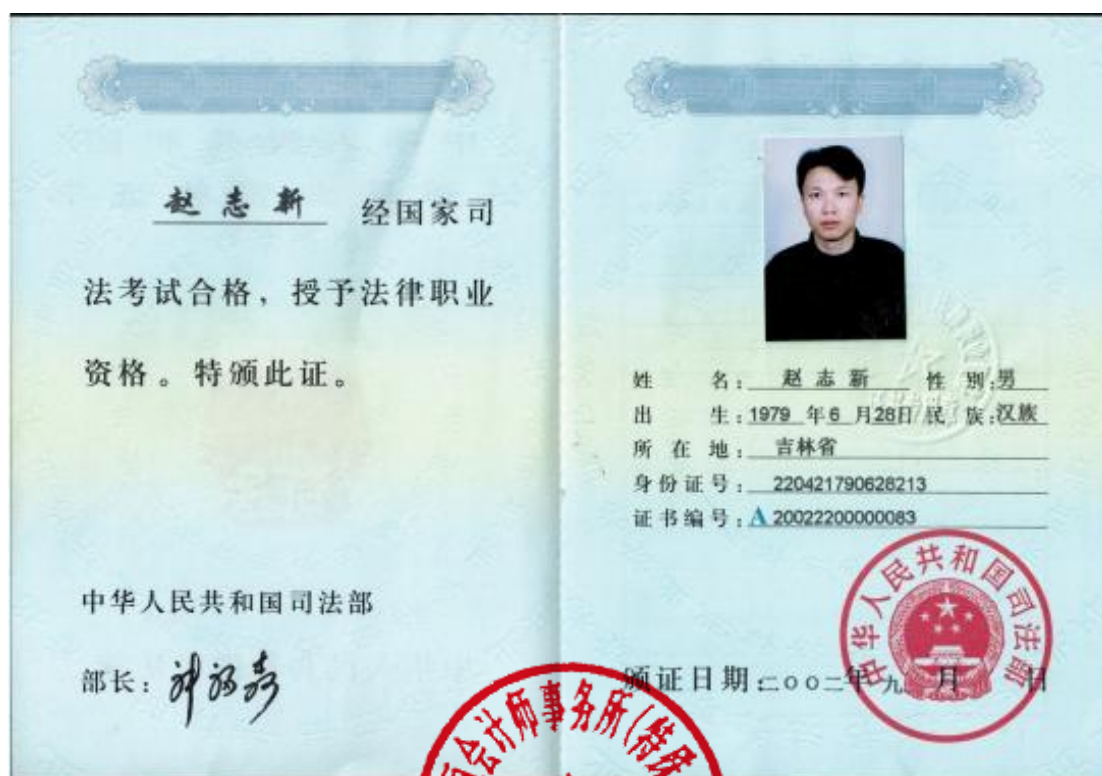 赵志新 经国家司
法考试合格，授予法律职业
资格。特颁此证。
中华人民共和国司法部
部长：
姓 名：赵志新 性别：男
出 生：1979 年 6 月 28日 民族：汉族
所在地：吉林省
身份证号：220421790628213
证书编号：A 20022200000083
中华人民共和国司法部
颁证日期：二〇〇二年九 月 日
会计师事务所(特殊